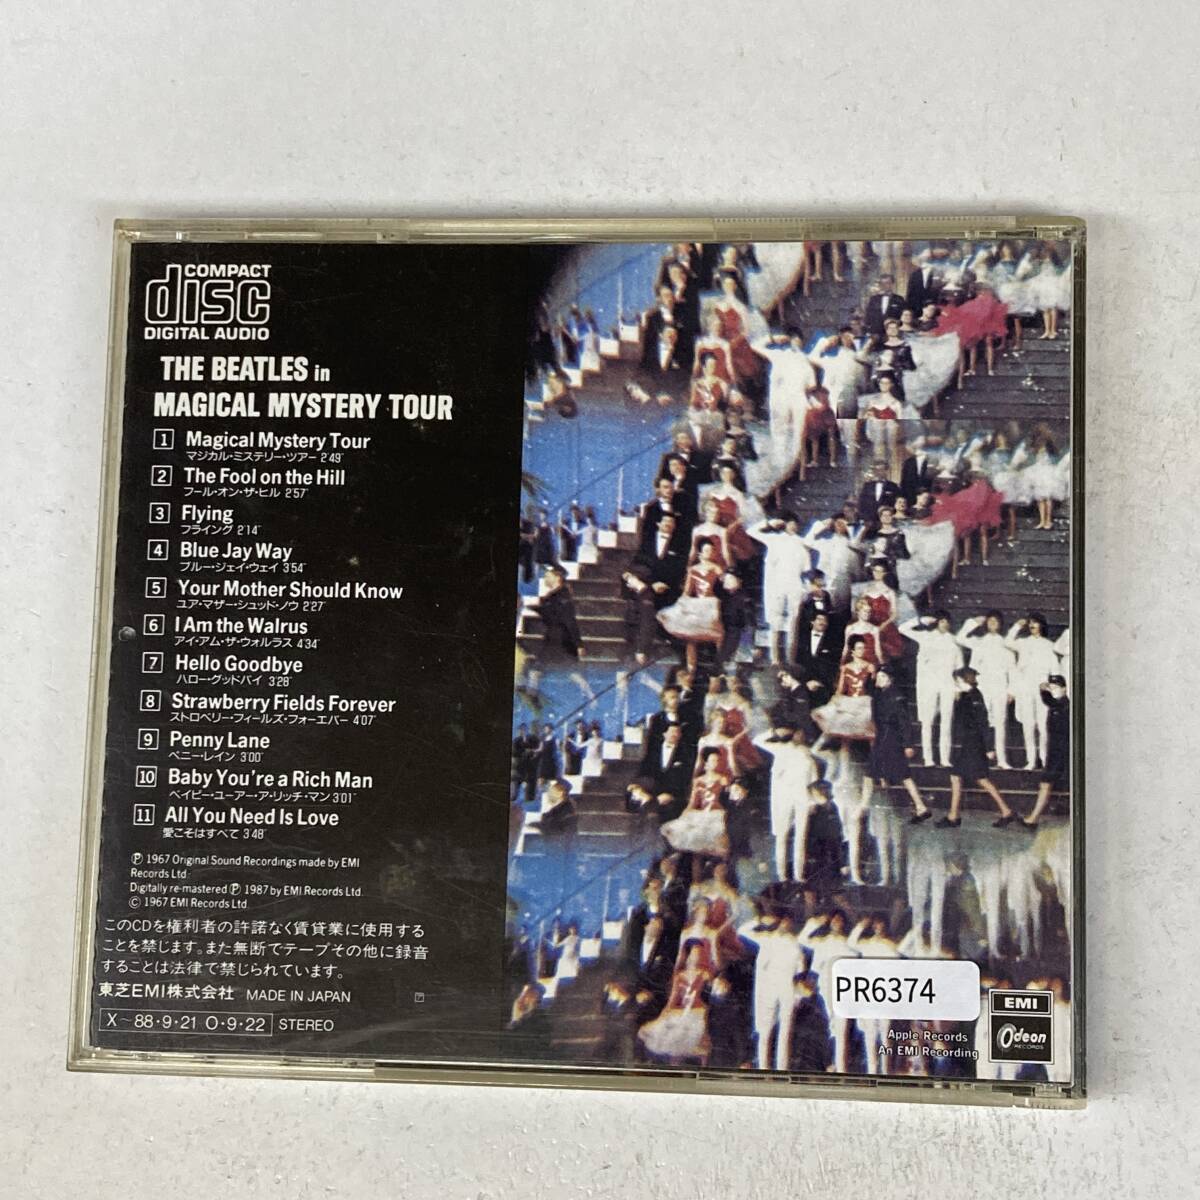 COMPACT
disc
DIGITAL AUDIO
THE BEATLES in
MAGICAL MYSTERY TOUR
1 Magical Mystery Tour
マジカル・ミステリー・ツアー 2'49"
2 The Fool on the Hill
フール・オン・ザ・ヒル 2'57"
3 Flying
フライング 2'14"
4 Blue Jay Way
ブルー・ジェイ・ウェイ 3'54"
5 Your Mother Should Know
ユア・マザー・シュッド・ノウ 2'27"
6 I Am the Walrus
アイ・アム・ザ・ウォルラス 4'34"
7 Hello Goodbye
ハロー・グッドバイ 3'28"
8 Strawberry Fields Forever
ストロベリー・フィールズ・フォーエバー 4'07"
9 Penny Lane
ペニー・レイン 3'00"
10 Baby You're a Rich Man
ベイビー・ユーアー・ア・リッチ・マン 3'01"
11 All You Need Is Love
愛こそはすべて 3'48"
℗ 1967 Original Sound Recordings made by EMI
Records Ltd
Digitally re-mastered ℗ 1987 by EMI Records Ltd.
© 1967 EMI Records Ltd.
このCDを権利者の許諾なく賃貸業に使用する
ことを禁じます。また無断でテープその他に録音
することは法律で禁じられています。
東芝EMI株式会社 MADE IN JAPAN
X～88・9・21 O・9・22 STEREO
PR6374
Apple Records
An EMI Recording
EMI
Odeon
RECORDS